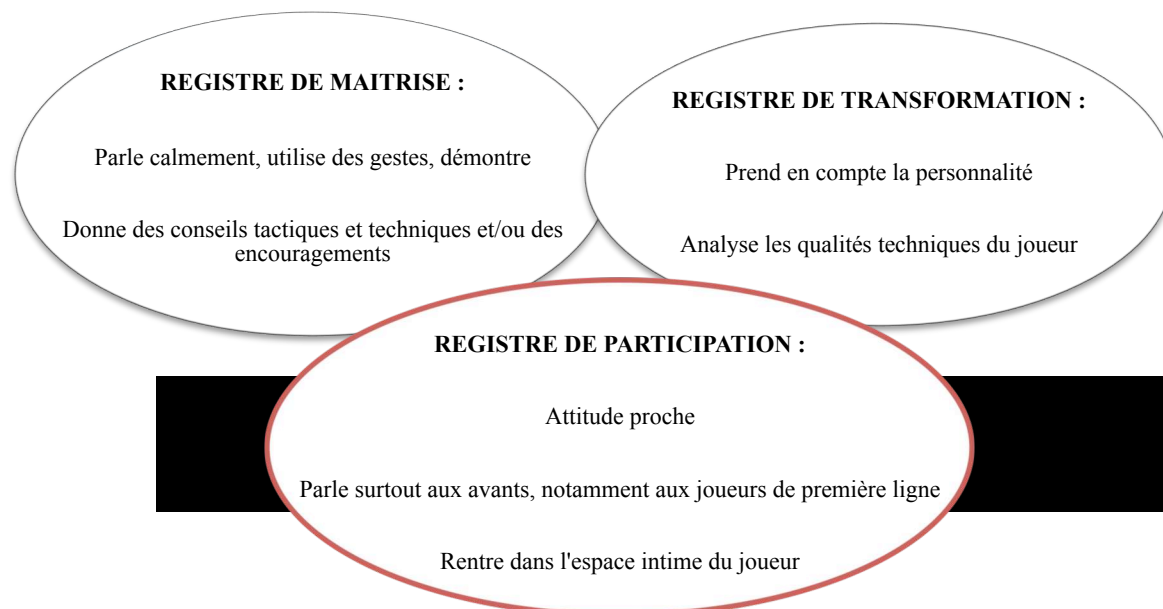 REGISTRE DE MAITRISE :
Parle calmement, utilise des gestes, démontre
Donne des conseils tactiques et techniques et/ou des
encouragements
REGISTRE DE TRANSFORMATION :
Prend en compte la personnalité
Analyse les qualités techniques du joueur
REGISTRE DE PARTICIPATION :
Attitude proche
Parle surtout aux avants, notamment aux joueurs de première ligne
Rentre dans l'espace intime du joueur